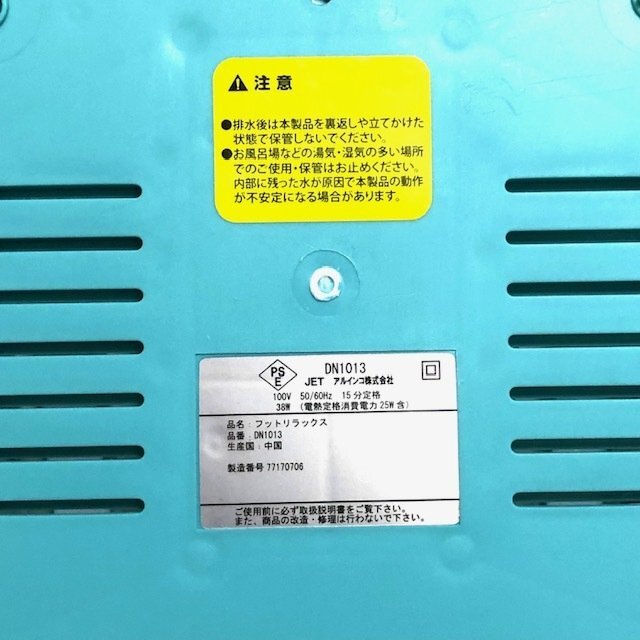 注意
●排水後は本製品を裏返しや立てかけた
状態で保管しないでください。
●お風呂場などの湯気・湿気の多い場所
でのご使用・保管はお止めください。
内部に残った水が原因で本製品の動作
が不安定になる場合があります。
PS
E
DN1013
JET アルインコ株式会社
100V 50/60Hz 15分定格
38W (電熱定格消費電力25W含)
品名：フットリラックス
品番：DN1013
生産国：中国
製造番号 77170706
ご使用前に必ず取扱説明書をご覧下さい。
また、商品の改造・修理は行わないで下さい。